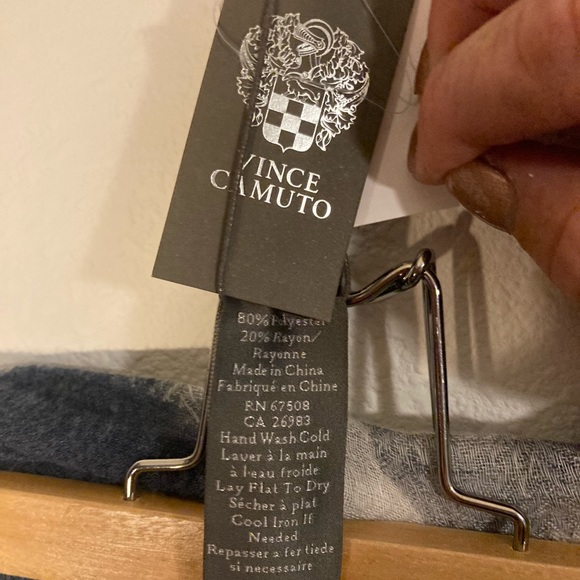 VINCE
CAMUTO
80% Polyester
20% Rayon/
Rayonne
Made in China
Fabriqué en Chine
RN 67508
CA 26983
Hand Wash Cold
Laver à la main
à l'eau froide
Lay Flat To Dry
Sécher à plat
Cool Iron If
Needed
Repasser a fer tiede
si necessaire